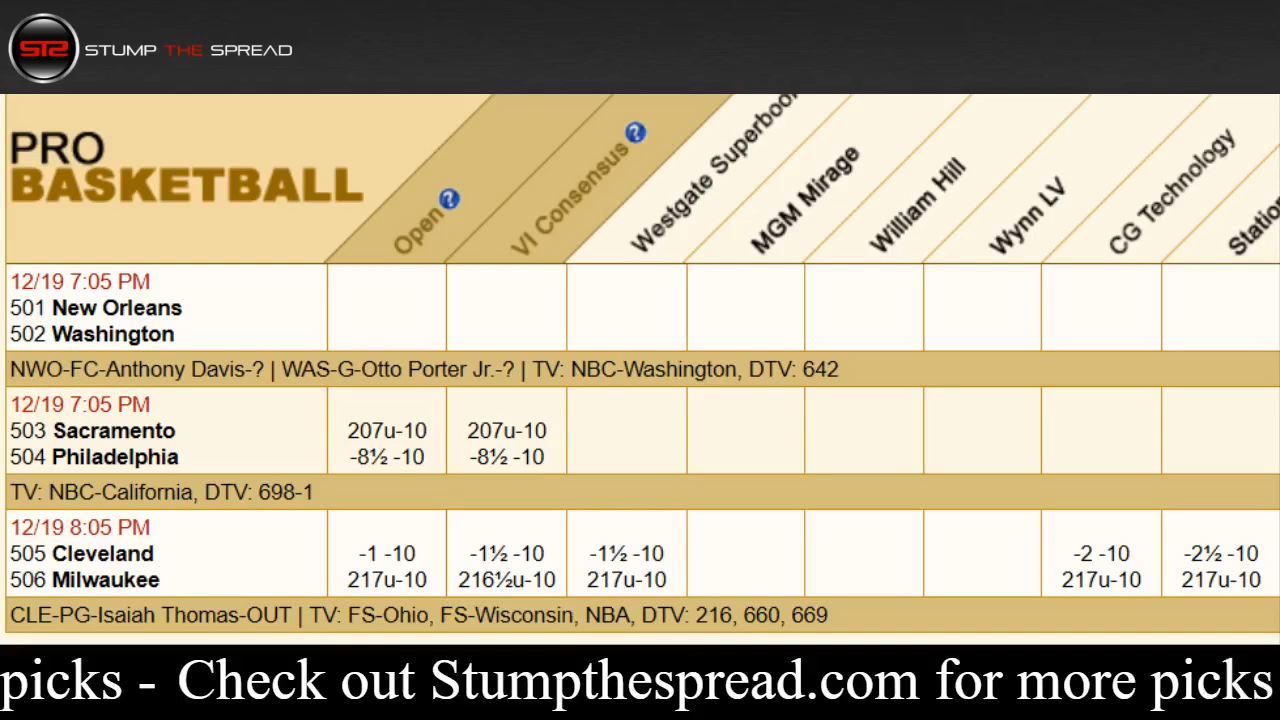 STS STUMP THE SPREAD
PRO
BASKETBALL
Open ?
VI Consensus ?
Westgate Superbook
MGM Mirage
William Hill
Wynn LV
CG Technology
Station
12/19 7:05 PM
501 New Orleans
502 Washington
NWO-FC-Anthony Davis-? | WAS-G-Otto Porter Jr.-? | TV: NBC-Washington, DTV: 642
12/19 7:05 PM
503 Sacramento 207u-10 207u-10
504 Philadelphia -8½ -10 -8½ -10
TV: NBC-California, DTV: 698-1
12/19 8:05 PM
505 Cleveland -1 -10 -1½ -10 -1½ -10 -2 -10 -2½ -10
506 Milwaukee 217u-10 216½u-10 217u-10 217u-10 217u-10
CLE-PG-Isaiah Thomas-OUT | TV: FS-Ohio, FS-Wisconsin, NBA, DTV: 216, 660, 669
picks - Check out Stumpthespread.com for more picks